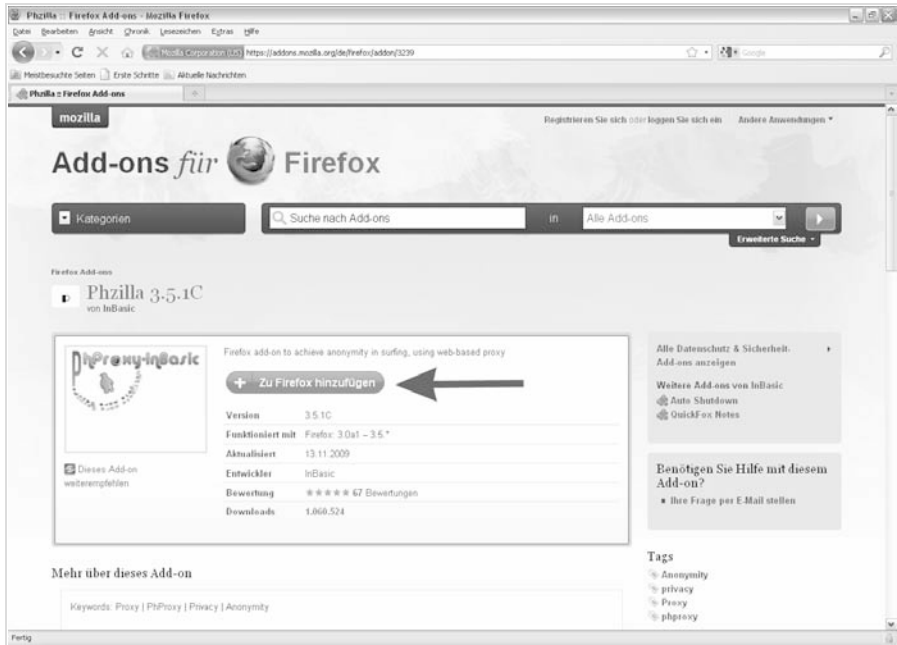 Phzilla :: Firefox Add-ons - Mozilla Firefox
Datei Bearbeiten Ansicht Chronik Lesezeichen Extras Hilfe
Mozilla Corporation (US) https://addons.mozilla.org/de/firefox/addon/3239
Google
Meistbesuchte Seiten Erste Schritte Aktuelle Nachrichten
Phzilla :: Firefox Add-ons
mozilla
Registrieren Sie sich oder loggen Sie sich ein Andere Anwendungen
Add-ons für Firefox
Kategorien
Suche nach Add-ons
in
Alle Add-ons
Erweiterte Suche
Firefox Add-ons
P
Phzilla 3.5.1C
von InBasic
PhProxy-inBasic
Firefox add-on to achieve anonymity in surfing, using web-based proxy
+ Zu Firefox hinzufügen
Version 3.5.1C
Funktioniert mit Firefox: 3.0a1 – 3.6.*
Aktualisiert 13.11.2009
Entwickler InBasic
Bewertung 67 Bewertungen
Downloads 1.060.524
Dieses Add-on
weiterempfehlen
Alle Datenschutz & Sicherheit-
Add-ons anzeigen
Weitere Add-ons von InBasic
Auto Shutdown
QuickFox Notes
Benötigen Sie Hilfe mit diesem
Add-on?
Ihre Frage per E-Mail stellen
Mehr über dieses Add-on
Keywords: Proxy | PhProxy | Privacy | Anonymity
Tags
Anonymity
privacy
Proxy
phproxy
Fertig